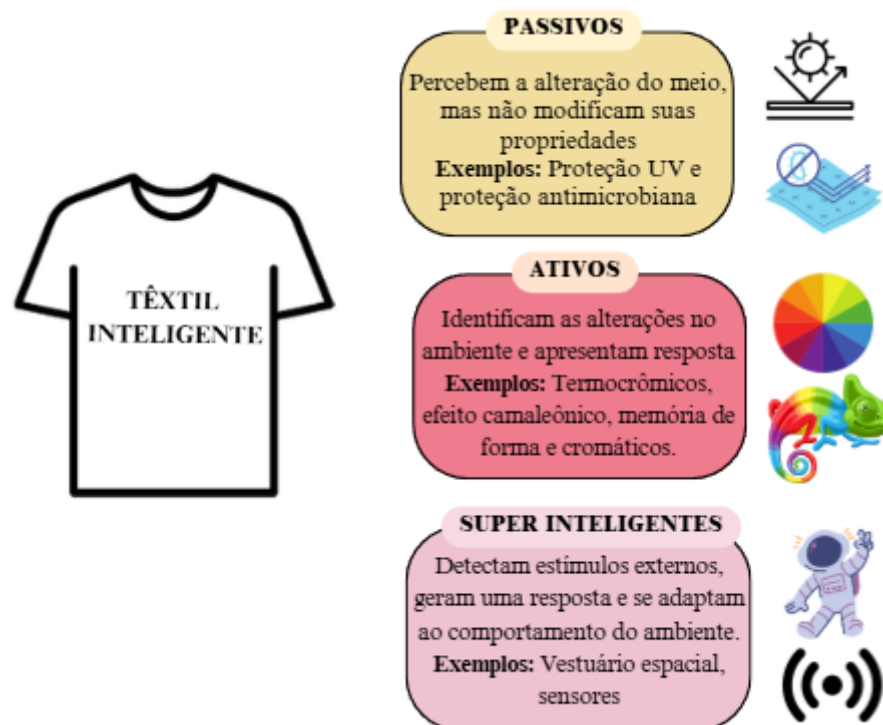 TÊXTIL
INTELIGENTE
PASSIVOS
Percebem a alteração do meio,
mas não modificam suas
propriedades
Exemplos: Proteção UV e
proteção antimicrobiana
ATIVOS
Identificam as alterações no
ambiente e apresentam resposta
Exemplos: Termocrômicos,
efeito camaleônico, memória de
forma e cromáticos.
SUPER INTELIGENTES
Detectam estímulos externos,
geram uma resposta e se adaptam
ao comportamento do ambiente.
Exemplos: Vestuário espacial,
sensores